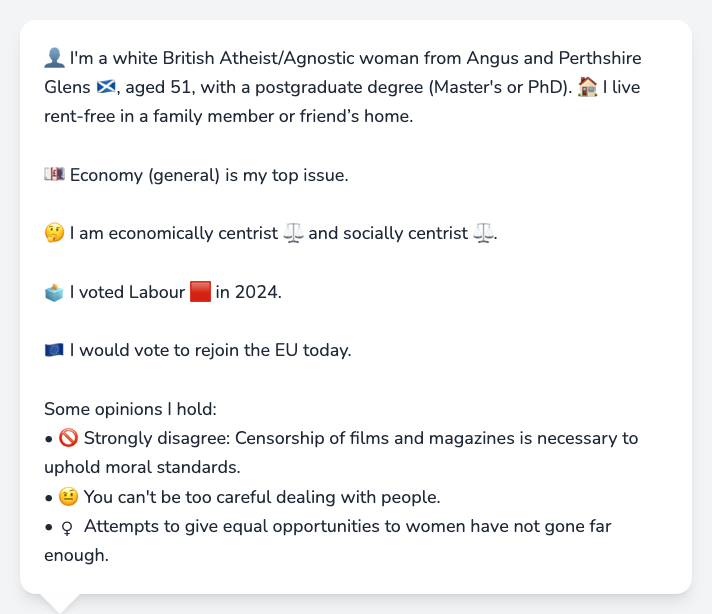 👤 I'm a white British Atheist/Agnostic woman from Angus and Perthshire
Glens 🏴󠁧󠁢󠁳󠁣󠁴󠁿, aged 51, with a postgraduate degree (Master's or PhD). 🏠 I live
rent-free in a family member or friend’s home.
💷 Economy (general) is my top issue.
🤔 I am economically centrist ⚖️ and socially centrist ⚖️.
🗳️ I voted Labour 🟥 in 2024.
🇪🇺 I would vote to rejoin the EU today.
Some opinions I hold:
• 🚫 Strongly disagree: Censorship of films and magazines is necessary to
uphold moral standards.
• 🤨 You can't be too careful dealing with people.
• ♀ Attempts to give equal opportunities to women have not gone far
enough.